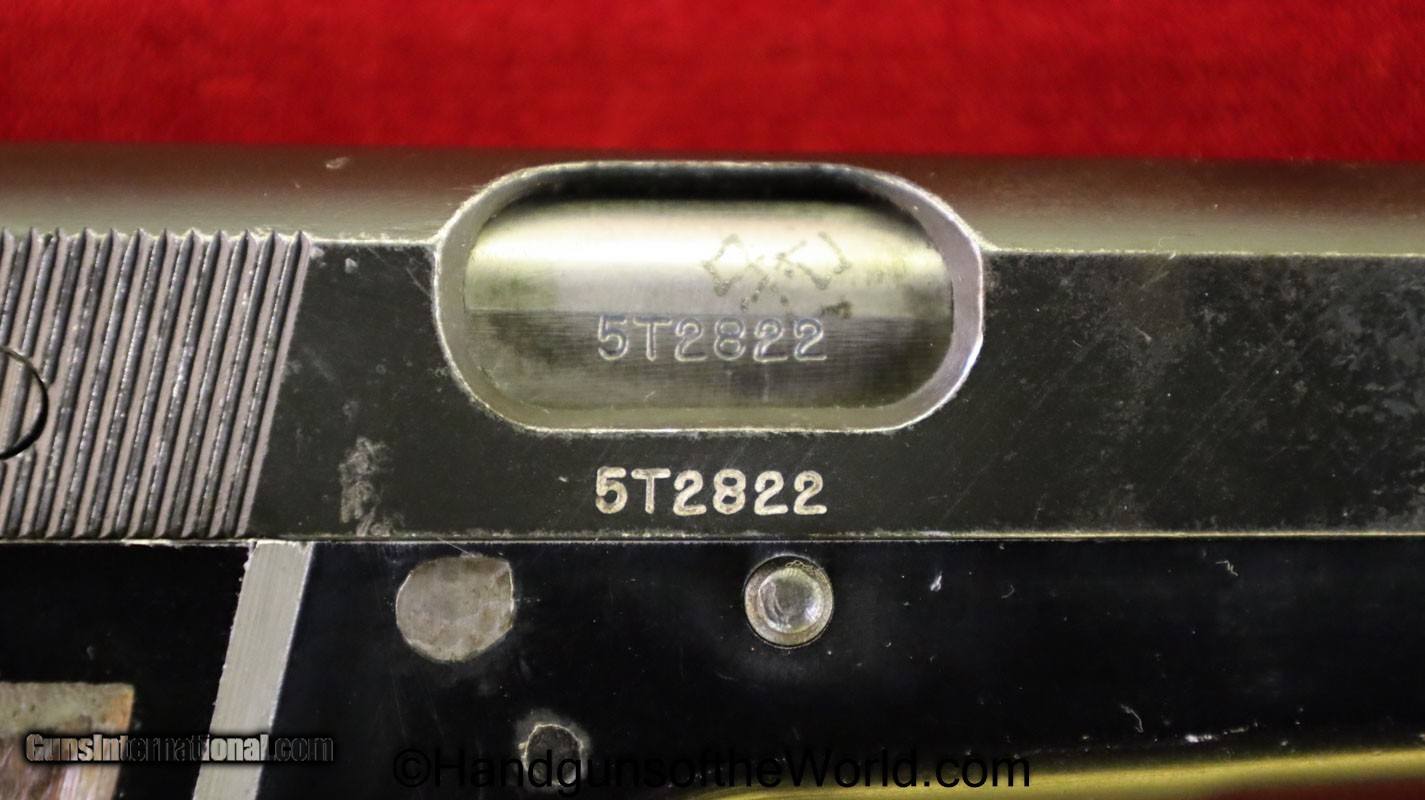 5T2822
5T2822
GunsInternational.com
©HandgunsoftheWorld.com